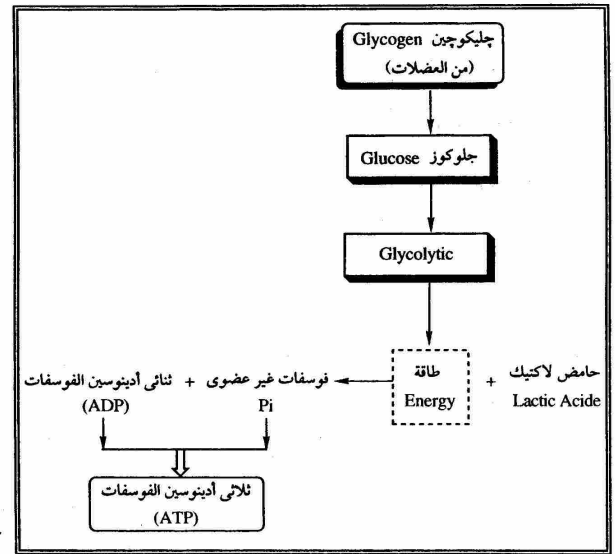 جليكوچين Glycogen
(من العضلات)
جلوكوز Glucose
Glycolytic
حامض لاكتيك + طاقة فوسفات غير عضوى + ثنائى أدينوسين الفوسفات
Lactic Acide Energy Pi (ADP)
ثلاثى أدينوسين الفوسفات
(ATP)